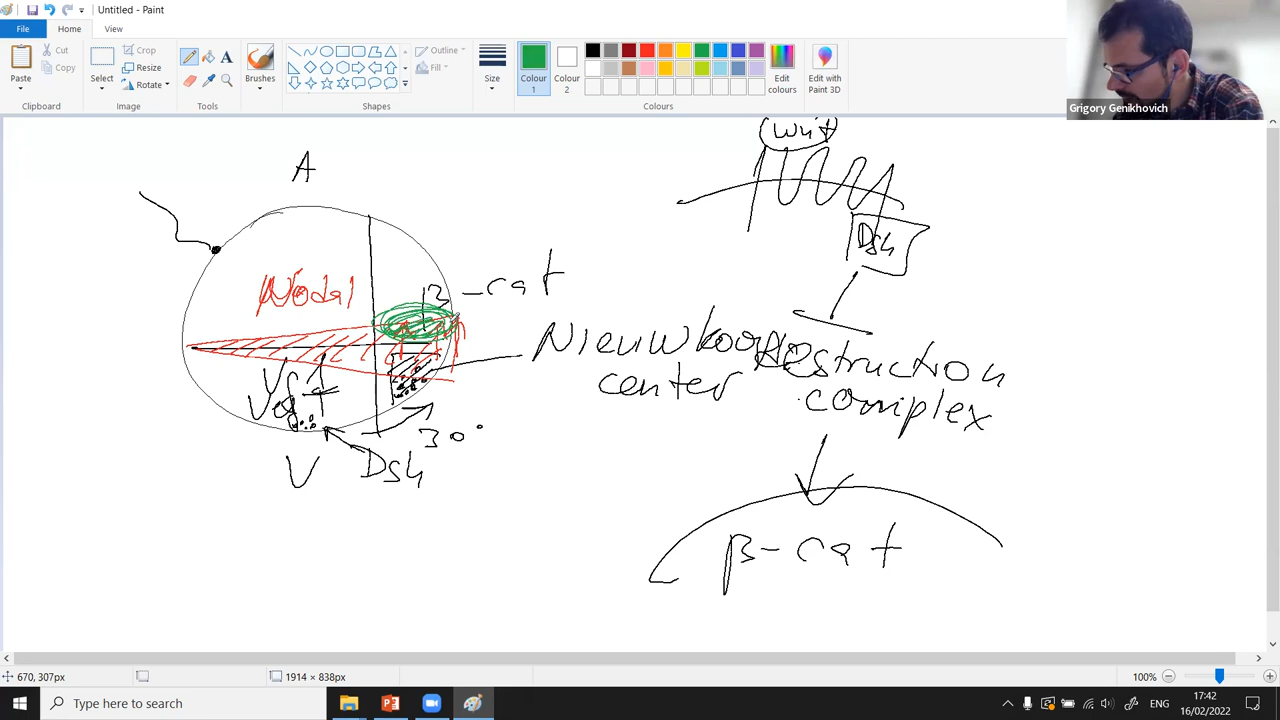 Untitled - Paint
File
Home
View
Paste
Cut
Copy
Clipboard
Select
Crop
Resize
Rotate
Image
Tools
Brushes
Shapes
Outline
Fill
Size
Colour
1
Colour
2
Edit
colours
Edit with
Paint 3D
Colours
Grigory Genikhovich
A
Wnt
Dsh
Nodal
β-cat
Nieuwkoop
center
destruction
complex
VegT
30°
V
Dsh
β-cat
670, 307px
1914 × 838px
100%
Type here to search
ENG
17:42
16/02/2022